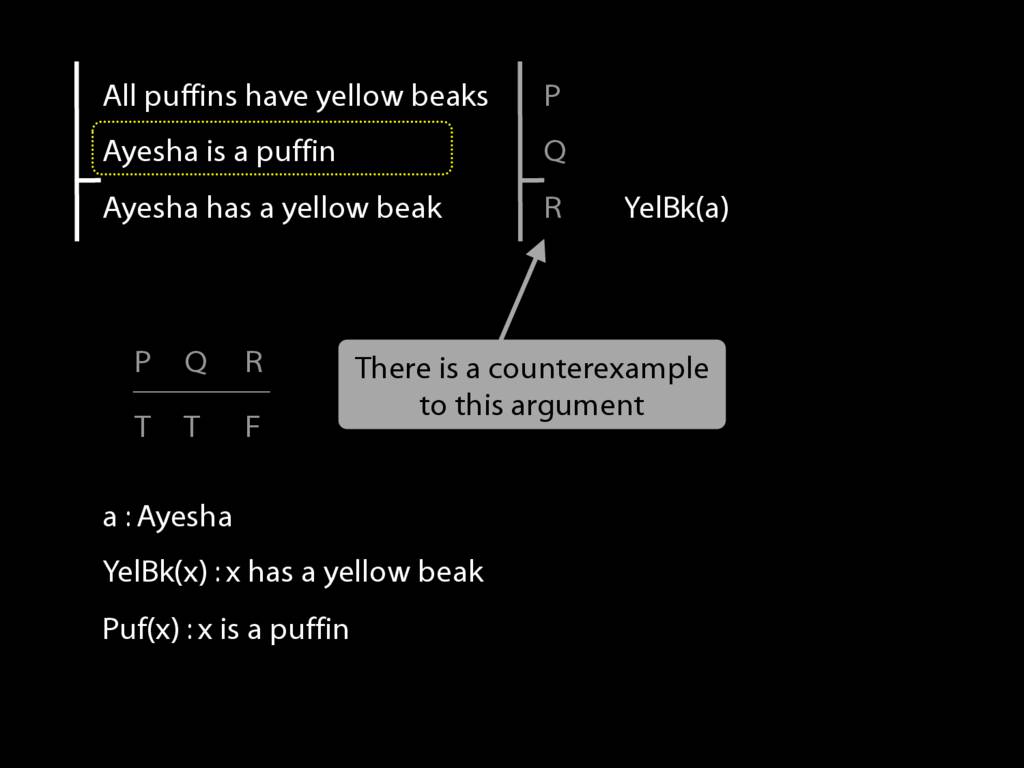 All puffins have yellow beaks P
Ayesha is a puffin Q
Ayesha has a yellow beak R YelBk(a)
P Q R
T T F
There is a counterexample
to this argument
a : Ayesha
YelBk(x) : x has a yellow beak
Puf(x) : x is a puffin